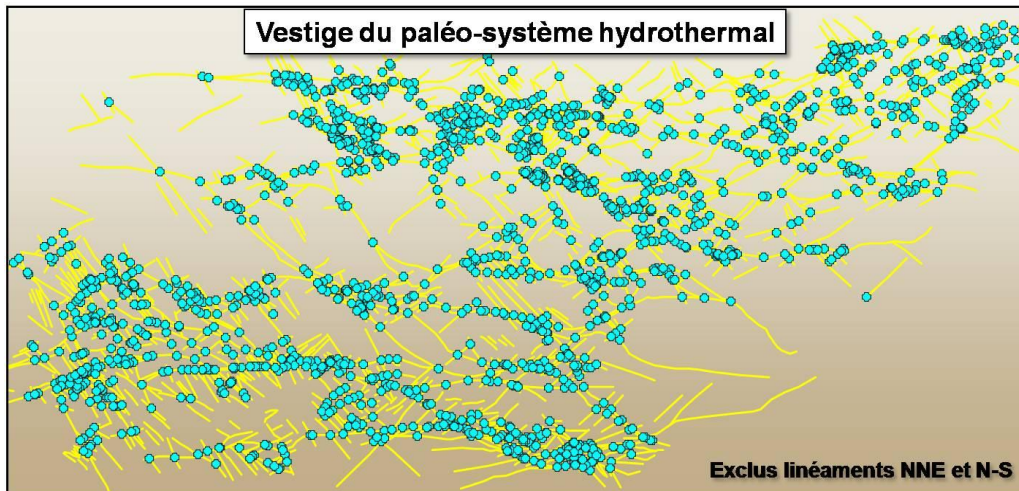 Vestige du paléo-système hydrothermal
Exclus linéaments NNE et N-S